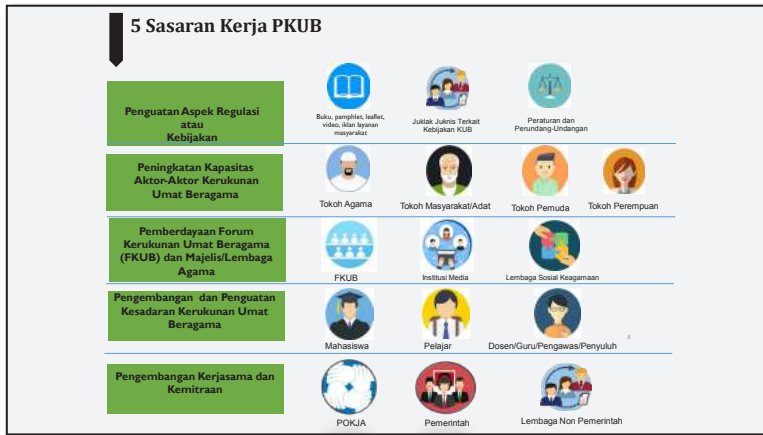 5 Sasaran Kerja PKUB
Penguatan Aspek Regulasi
atau
Kebijakan
Buku, pamphlet, leaflet,
video, iklan layanan
masyarakat
Juklak Juknis Terkait
Kebijakan KUB
Peraturan dan
Perundang-Undangan
Peningkatan Kapasitas
Aktor-Aktor Kerukunan
Umat Beragama
Tokoh Agama
Tokoh Masyarakat/Adat
Tokoh Pemuda
Tokoh Perempuan
Pemberdayaan Forum
Kerukunan Umat Beragama
(FKUB) dan Majelis/Lembaga
Agama
FKUB
Institusi Media
Lembaga Sosial Keagamaan
Pengembangan dan Penguatan
Kesadaran Kerukunan Umat
Beragama
Mahasiswa
Pelajar
Dosen/Guru/Pengawas/Penyuluh
8
Pengembangan Kerjasama dan
Kemitraan
POKJA
Pemerintah
Lembaga Non Pemerintah